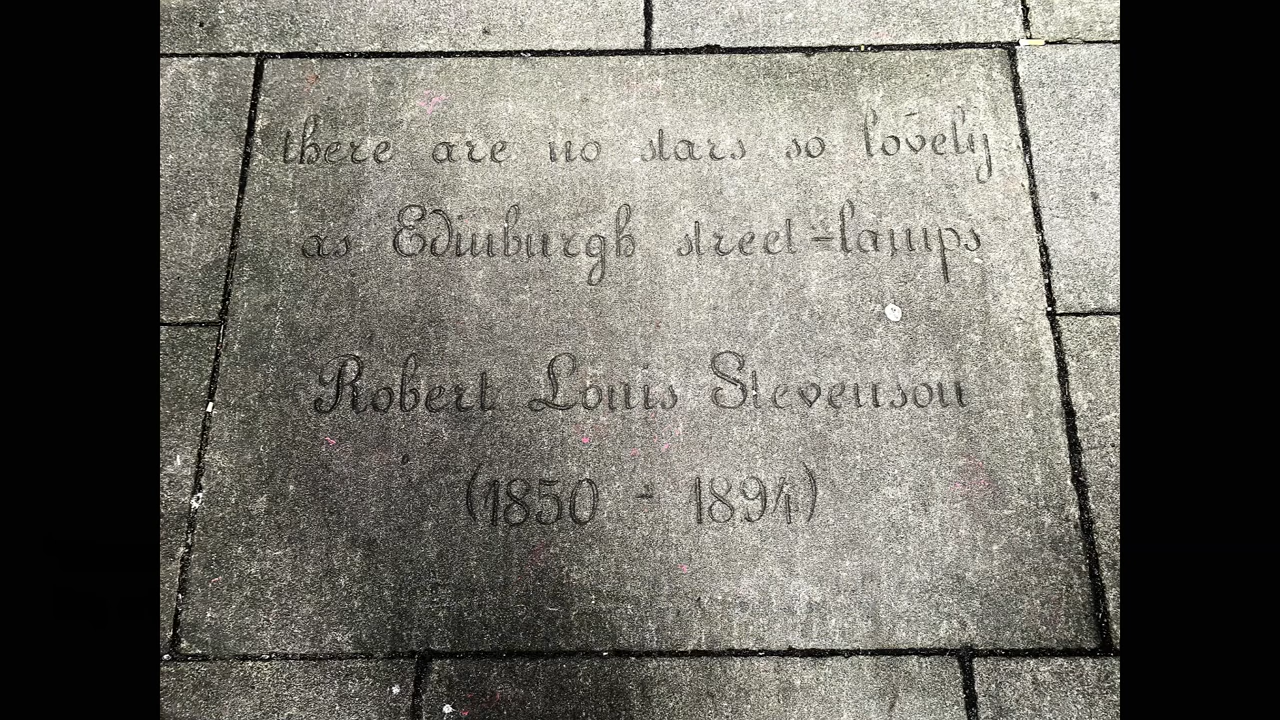 there are no stars so lovely
as Edinburgh street-lamps
Robert Louis Stevenson
(1850 - 1894)